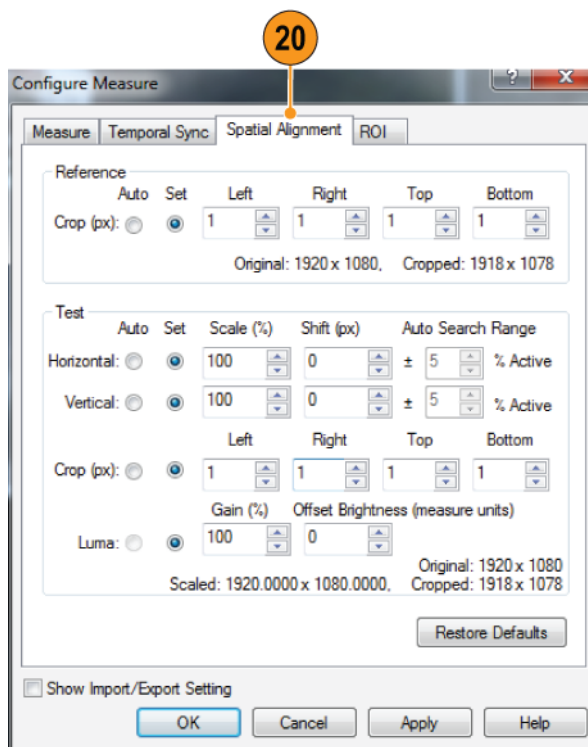 20
Configure Measure
? X
Measure Temporal Sync Spatial Alignment ROI
Reference
Auto Set Left Right Top Bottom
Crop (px): 1 1 1 1
Original: 1920 x 1080, Cropped: 1918 x 1078
Test
Auto Set Scale (%) Shift (px) Auto Search Range
Horizontal: 100 0 ± 5 % Active
Vertical: 100 0 ± 5 % Active
Left Right Top Bottom
Crop (px): 1 1 1 1
Gain (%) Offset Brightness (measure units)
Luma: 100 0
Original: 1920 x 1080
Scaled: 1920.0000 x 1080.0000, Cropped: 1918 x 1078
Restore Defaults
Show Import/Export Setting
OK Cancel Apply Help